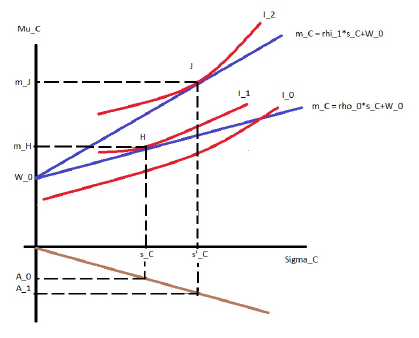 Mu_C
I_2
m_C = rhi_1*s_C+W_0
J
m_J
I_1
I_0
m_C = rho_0*s_C+W_0
H
m_H
W_0
s_C
s'_C
Sigma_C
A_0
A_1